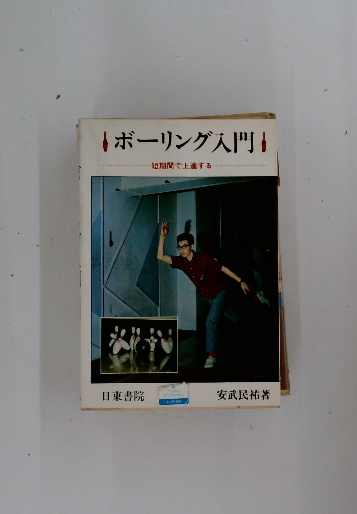 ボーリング入門
短期間で上達する
日東書院
安武民祐著